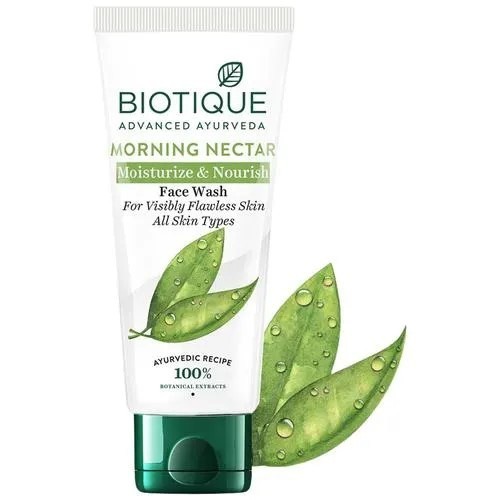 BIOTIQUE
ADVANCED AYURVEDA
MORNING NECTAR
Moisturize & Nourish
Face Wash
For Visibly Flawless Skin
All Skin Types
AYURVEDIC RECIPE
100%
BOTANICAL EXTRACTS